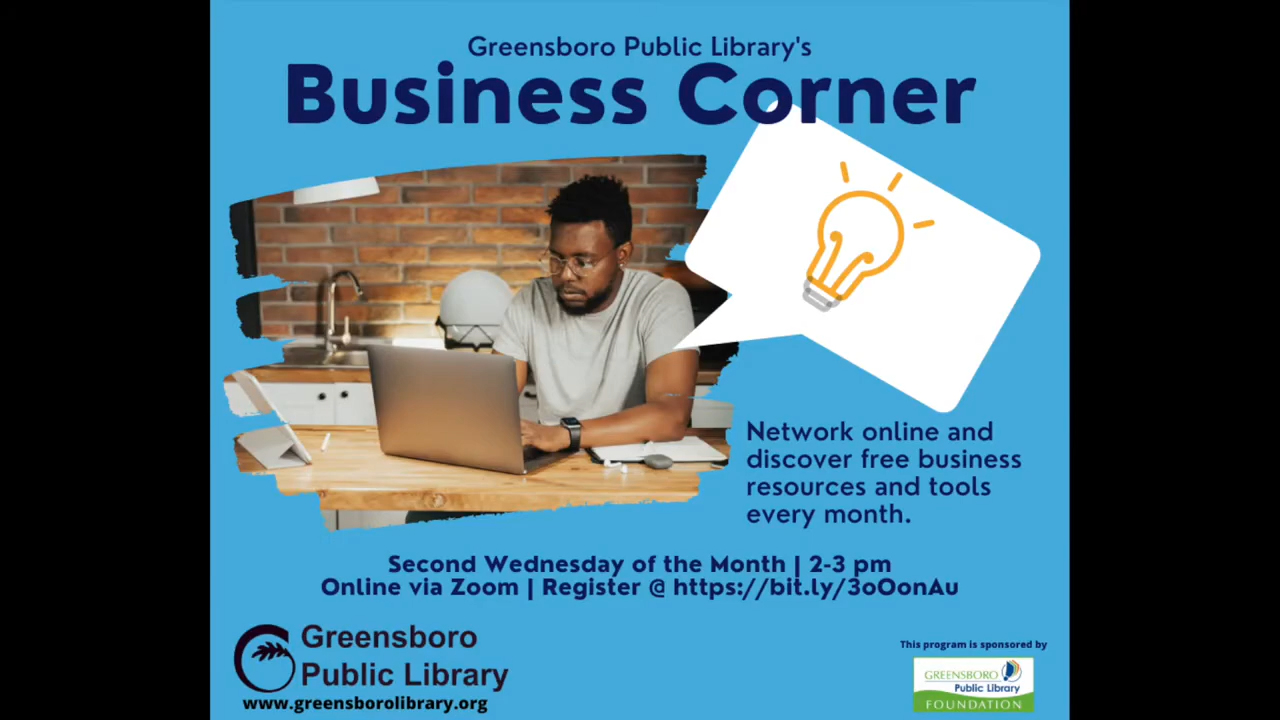 Greensboro Public Library's
Business Corner
Network online and
discover free business
resources and tools
every month.
Second Wednesday of the Month | 2-3 pm
Online via Zoom | Register @ https://bit.ly/3oOonAu
Greensboro
Public Library
www.greensborolibrary.org
This program is sponsored by
GREENSBORO
Public Library
FOUNDATION